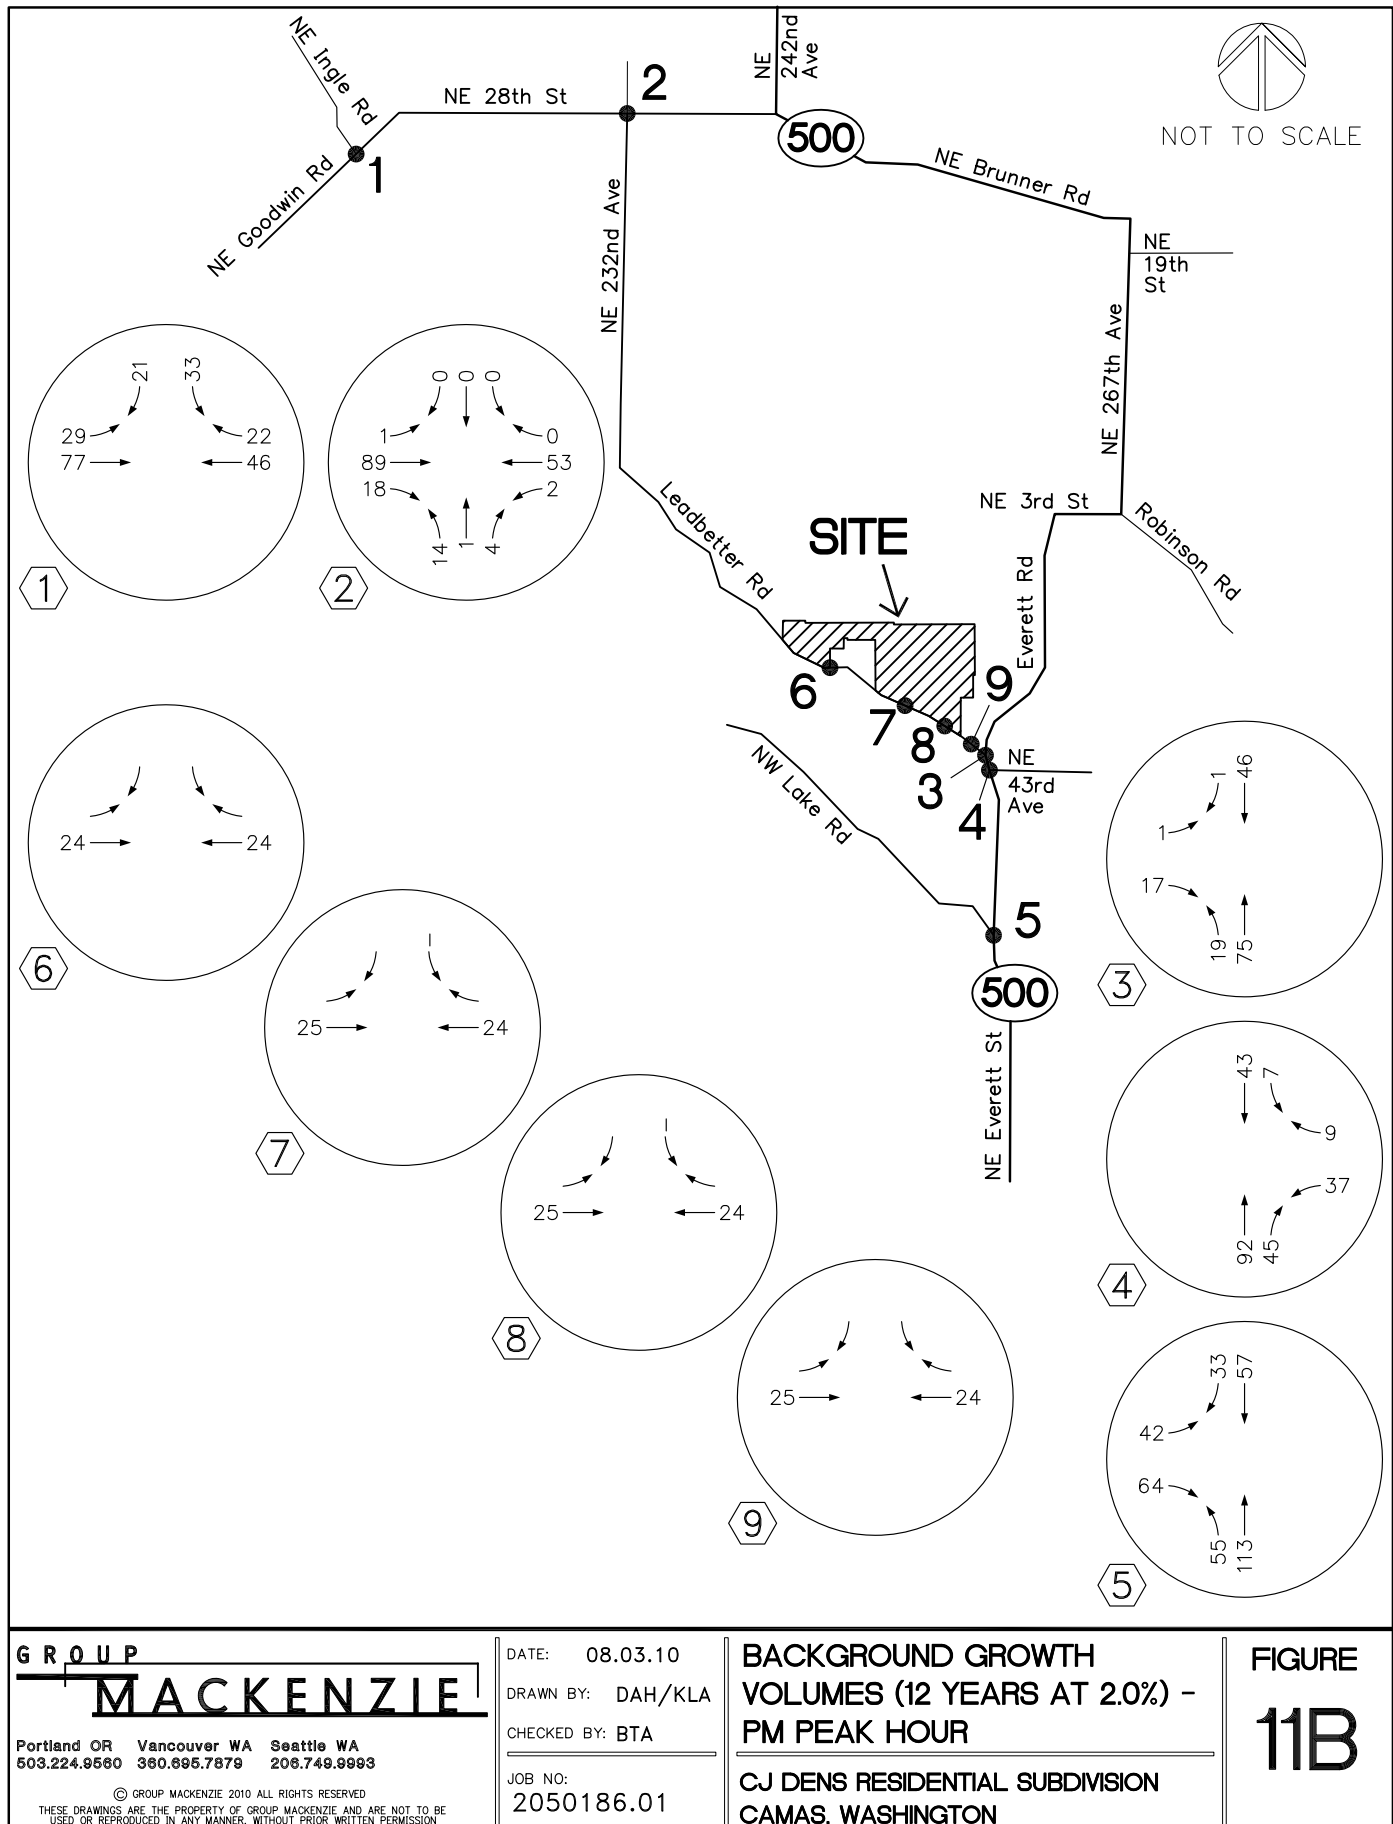 NE Ingle Rd
NE Goodwin Rd
1
NE 28th St
2
NE
242nd
Ave
500
NE Brunner Rd
NOT TO SCALE
NE
19th
St
NE 232nd Ave
NE 267th Ave
NE 3rd St
Robinson Rd
Everett Rd
Leadbetter Rd
SITE
6
7
8
9
3
4
NE
43rd
Ave
NW Lake Rd
5
500
NE Everett St
21 33
29 22
77 46
1
0 0 0
1 0
89 53
18 2
14 1 4
2
1 46
1
17
19 75
3
43 7
9
37
92 45
4
33 57
42
64
55 113
5
24 24
6
1
25 24
7
1
25 24
8
25 24
9
GROUP
MACKENZIE
Portland OR Vancouver WA Seattle WA
503.224.9560 360.695.7879 206.749.9993
© GROUP MACKENZIE 2010 ALL RIGHTS RESERVED
THESE DRAWINGS ARE THE PROPERTY OF GROUP MACKENZIE AND ARE NOT TO BE
USED OR REPRODUCED IN ANY MANNER, WITHOUT PRIOR WRITTEN PERMISSION
DATE: 08.03.10
DRAWN BY: DAH/KLA
CHECKED BY: BTA
JOB NO:
2050186.01
BACKGROUND GROWTH
VOLUMES (12 YEARS AT 2.0%) -
PM PEAK HOUR
CJ DENS RESIDENTIAL SUBDIVISION
CAMAS, WASHINGTON
FIGURE
11B